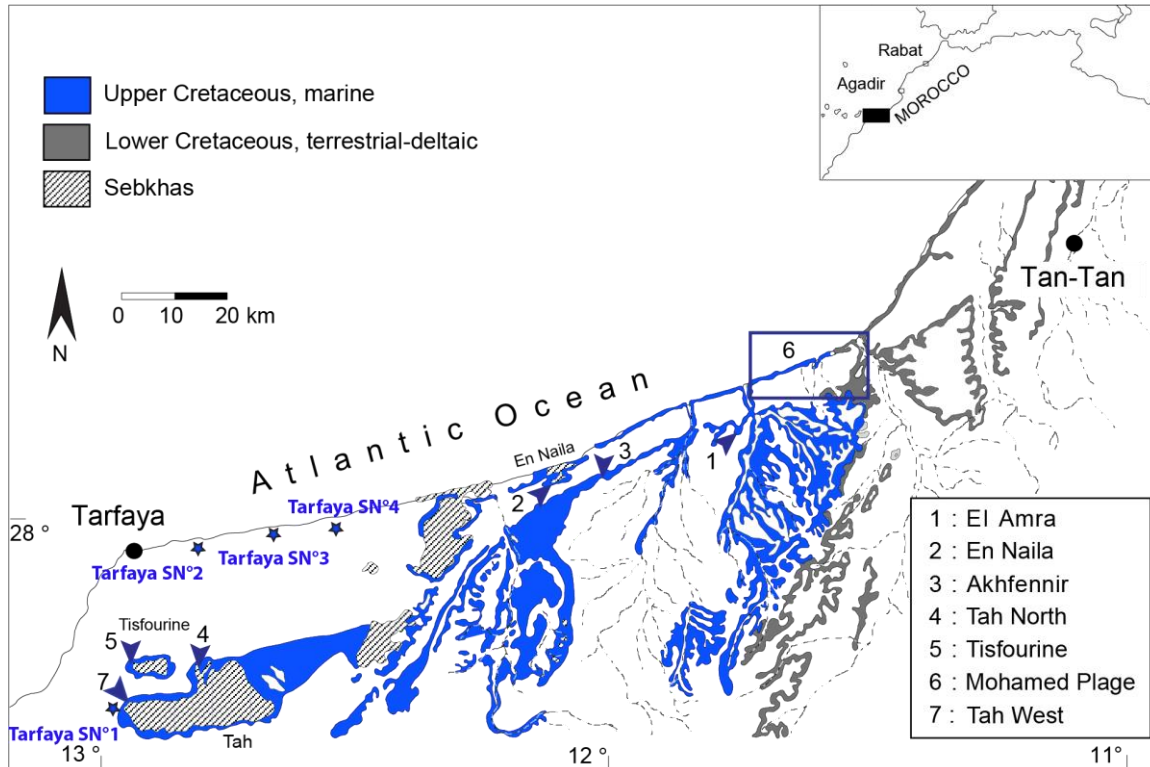 Upper Cretaceous, marine
Lower Cretaceous, terrestrial-deltaic
Sebkhas
Rabat
Agadir
MOROCCO
N
0 10 20 km
Tan-Tan
Atlantic Ocean
6
En Naila
3
1
2
28 °
Tarfaya
Tarfaya SN°4
Tarfaya SN°3
Tarfaya SN°2
Tisfourine
5
4
7
Tarfaya SN°1
Tah
13 °
12 °
11°
1 : El Amra
2 : En Naila
3 : Akhfennir
4 : Tah North
5 : Tisfourine
6 : Mohamed Plage
7 : Tah West